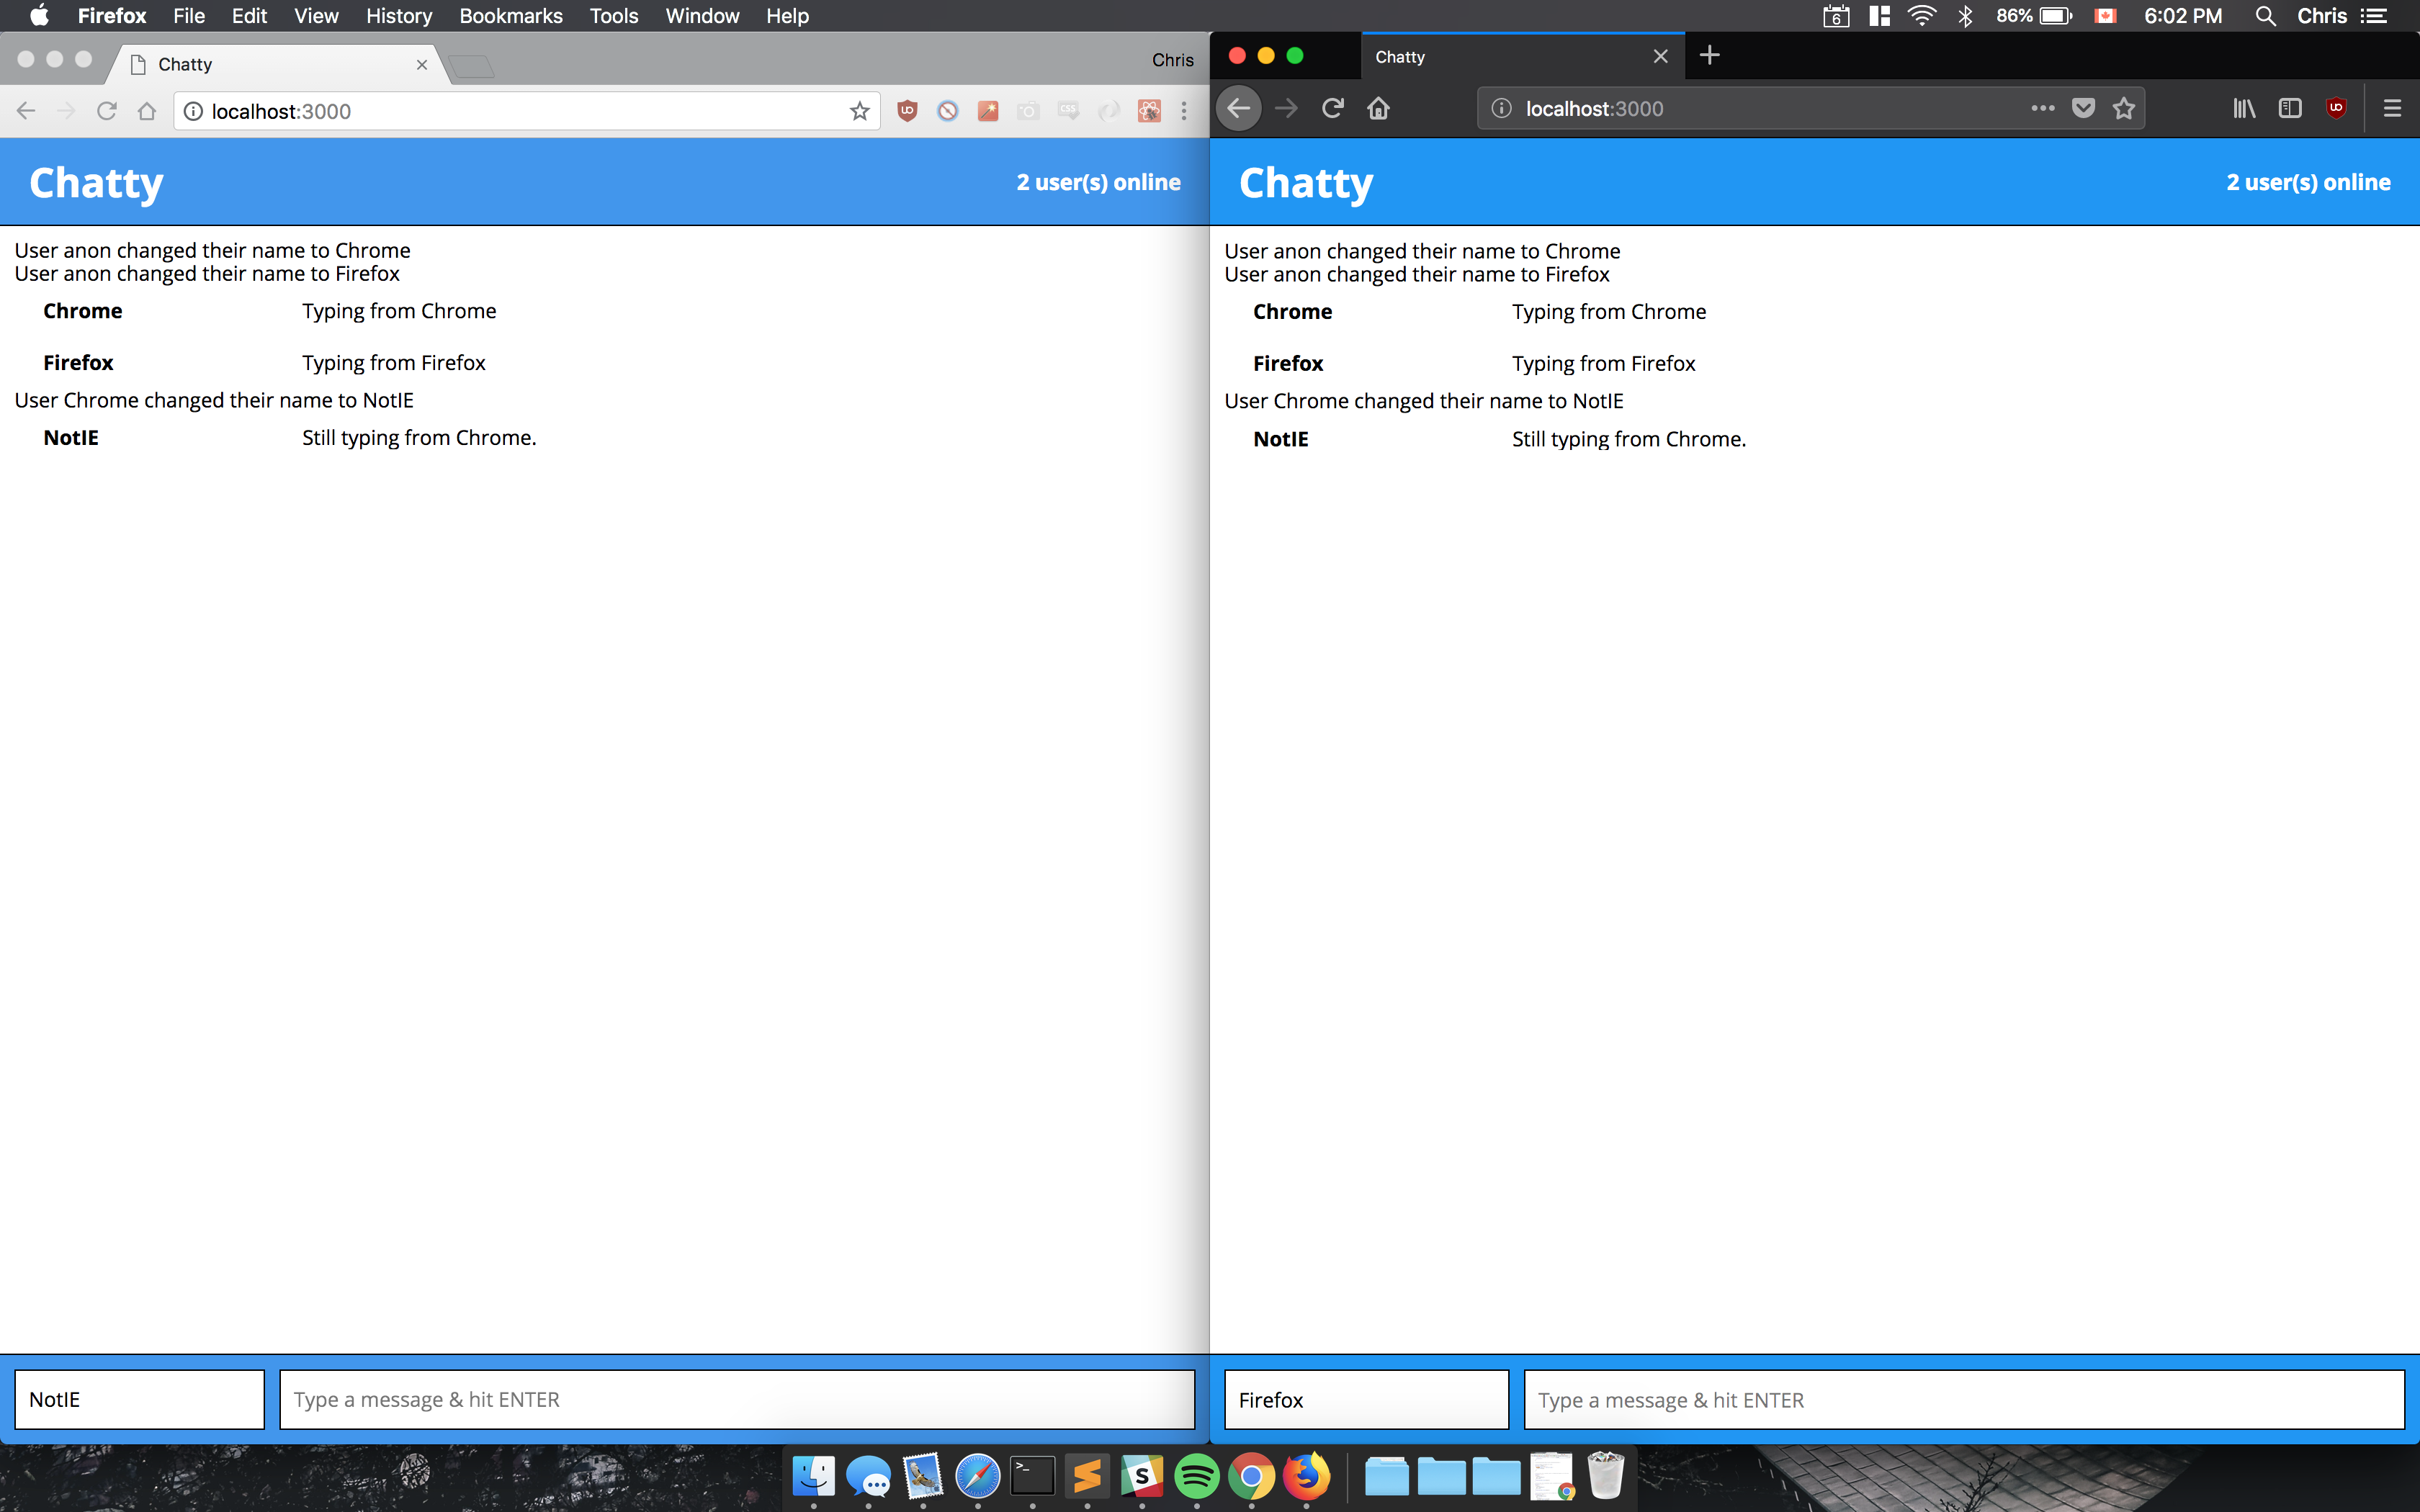 Firefox File Edit View History Bookmarks Tools Window Help 6 86% 6:02 PM Chris
Chatty Chris
localhost:3000
Chatty 2 user(s) online
User anon changed their name to Chrome
User anon changed their name to Firefox
Chrome Typing from Chrome
Firefox Typing from Firefox
User Chrome changed their name to NotIE
NotIE Still typing from Chrome.
NotIE Type a message & hit ENTER
Chatty
localhost:3000
Chatty 2 user(s) online
User anon changed their name to Chrome
User anon changed their name to Firefox
Chrome Typing from Chrome
Firefox Typing from Firefox
User Chrome changed their name to NotIE
NotIE Still typing from Chrome.
Firefox Type a message & hit ENTER